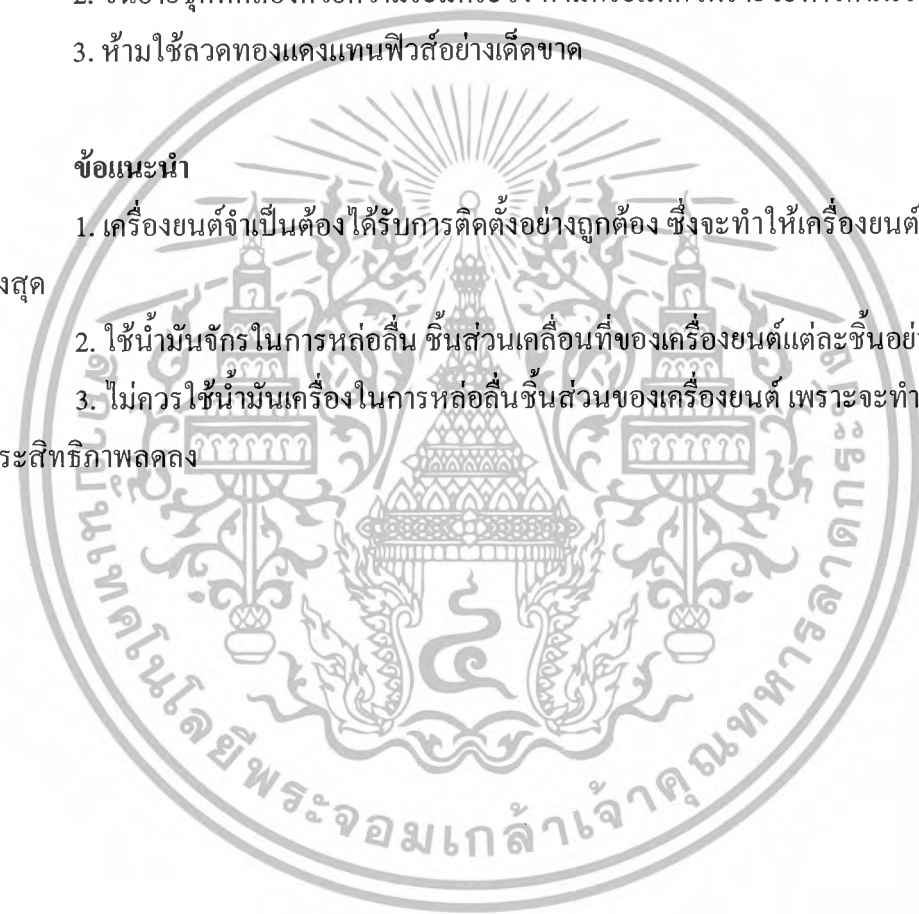 3. ห้ามใช้ลวดทองแดงแทนฟิวส์อย่างเด็ดขาด
ข้อแนะนำ
1. เครื่องยนต์จำเป็นต้องได้รับการติดตั้งอย่างถูกต้อง ซึ่งจะทำให้เครื่องยนต์
งสุด
2. ใช้น้ำมันจักรในการหล่อลื่น ชิ้นส่วนเคลื่อนที่ของเครื่องยนต์แต่ละชิ้นอย่า
3. ไม่ควรใช้น้ำมันเครื่องในการหล่อลื่นชิ้นส่วนของเครื่องยนต์ เพราะจะทำ
ระสิทธิภาพลดลง
๔
เทคโนโลยีพระจอมเกล้าเจ้าคุณทหารลาดกระ